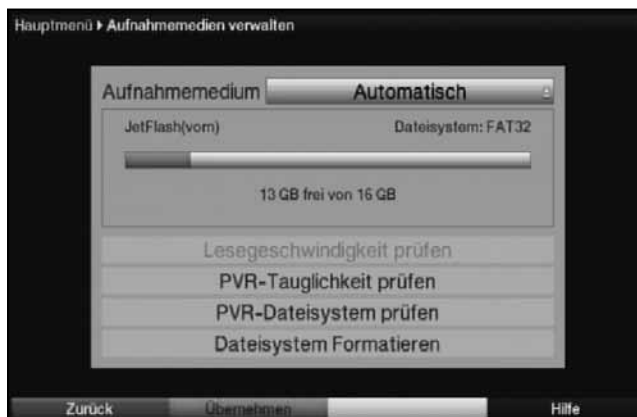 Hauptmenü ▸ Aufnahmemedien verwalten
Aufnahmemedium Automatisch
JetFlash(vorn) Dateisystem: FAT32
13 GB frei von 16 GB
Lesegeschwindigkeit prüfen
PVR-Tauglichkeit prüfen
PVR-Dateisystem prüfen
Dateisystem Formatieren
Zurück Übernehmen Hilfe